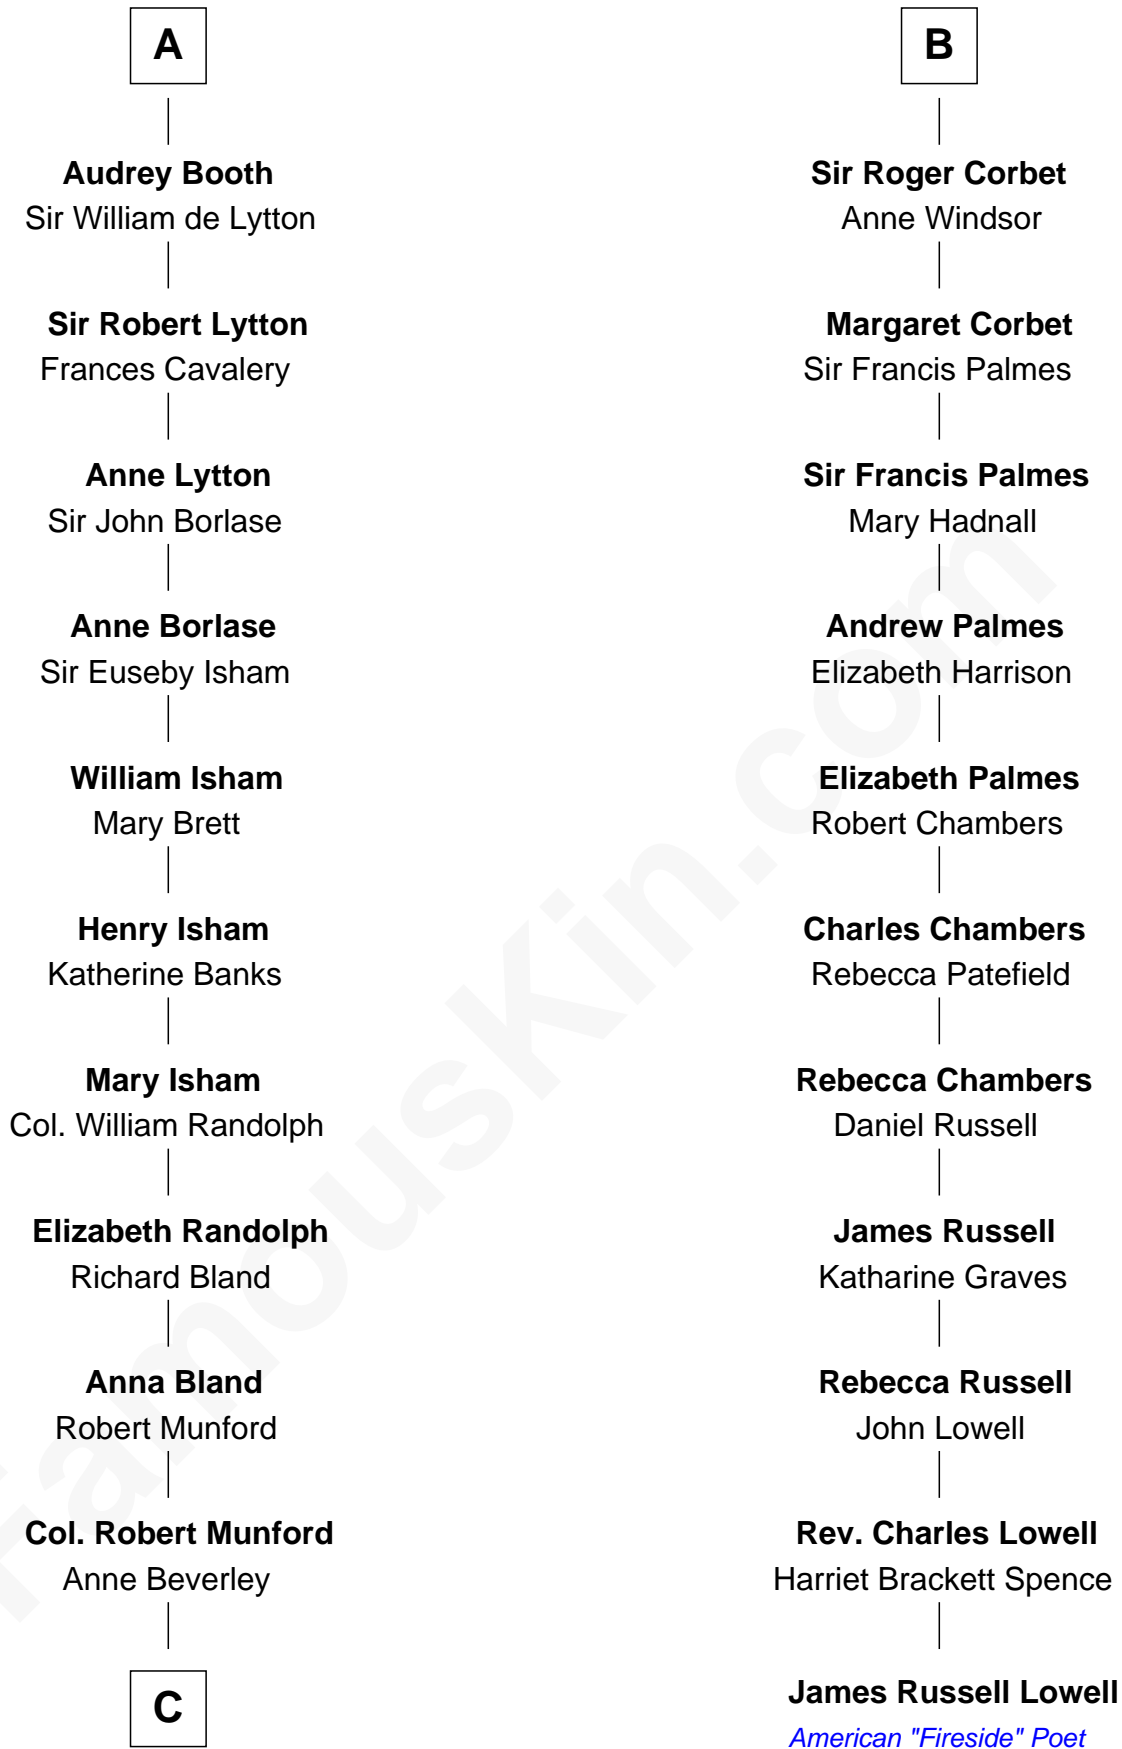 A
Audrey Booth
Sir William de Lytton
Sir Robert Lytton
Frances Cavalery
Anne Lytton
Sir John Borlase
Anne Borlase
Sir Euseby Isham
William Isham
Mary Brett
Henry Isham
Katherine Banks
Mary Isham
Col. William Randolph
Elizabeth Randolph
Richard Bland
Anna Bland
Robert Munford
Col. Robert Munford
Anne Beverley
C
B
Sir Roger Corbet
Anne Windsor
Margaret Corbet
Sir Francis Palmes
Sir Francis Palmes
Mary Hadnall
Andrew Palmes
Elizabeth Harrison
Elizabeth Palmes
Robert Chambers
Charles Chambers
Rebecca Patefield
Rebecca Chambers
Daniel Russell
James Russell
Katharine Graves
Rebecca Russell
John Lowell
Rev. Charles Lowell
Harriet Brackett Spence
James Russell Lowell
American "Fireside" Poet
FamousKin.com